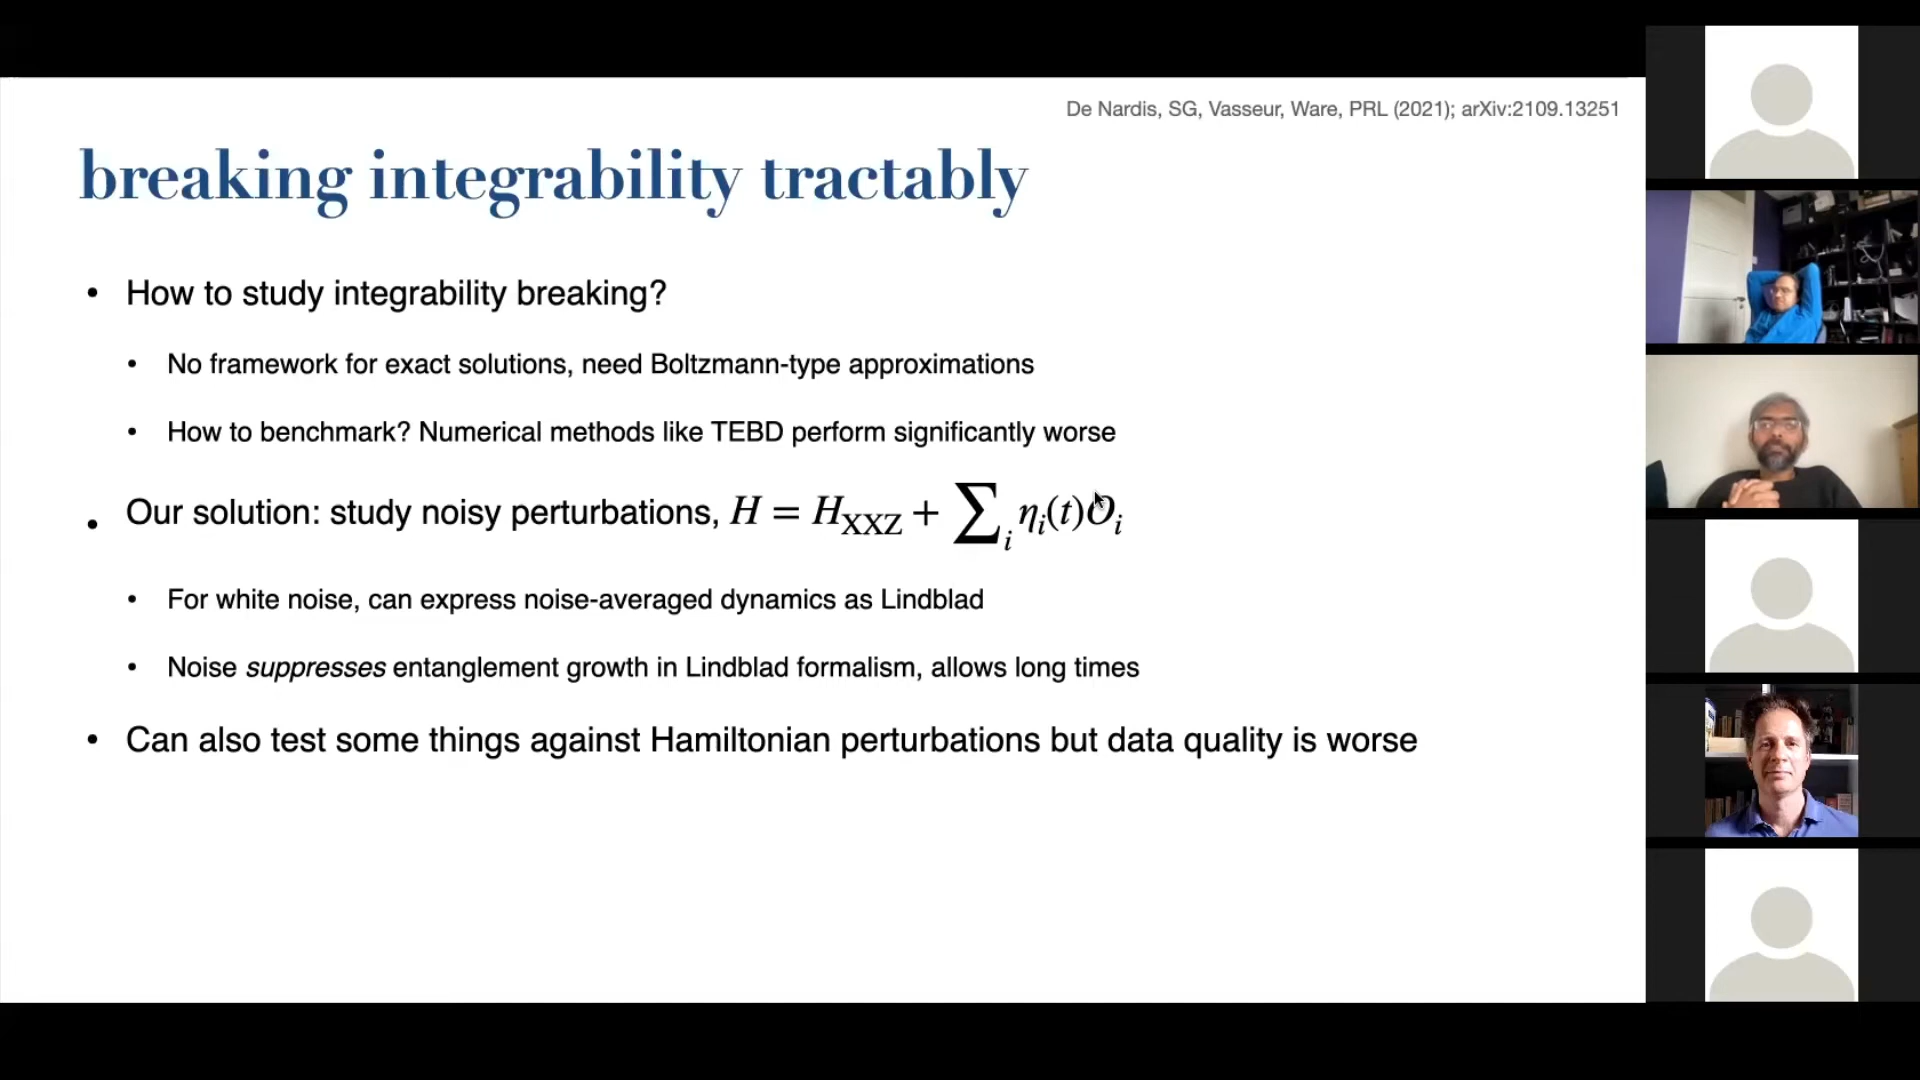 De Nardis, SG, Vasseur, Ware, PRL (2021); arXiv:2109.13251
breaking integrability tractably
• How to study integrability breaking?
• No framework for exact solutions, need Boltzmann-type approximations
• How to benchmark? Numerical methods like TEBD perform significantly worse
• Our solution: study noisy perturbations, H = H_XXZ + ∑_i η_i(t)O_i
• For white noise, can express noise-averaged dynamics as Lindblad
• Noise suppresses entanglement growth in Lindblad formalism, allows long times
• Can also test some things against Hamiltonian perturbations but data quality is worse